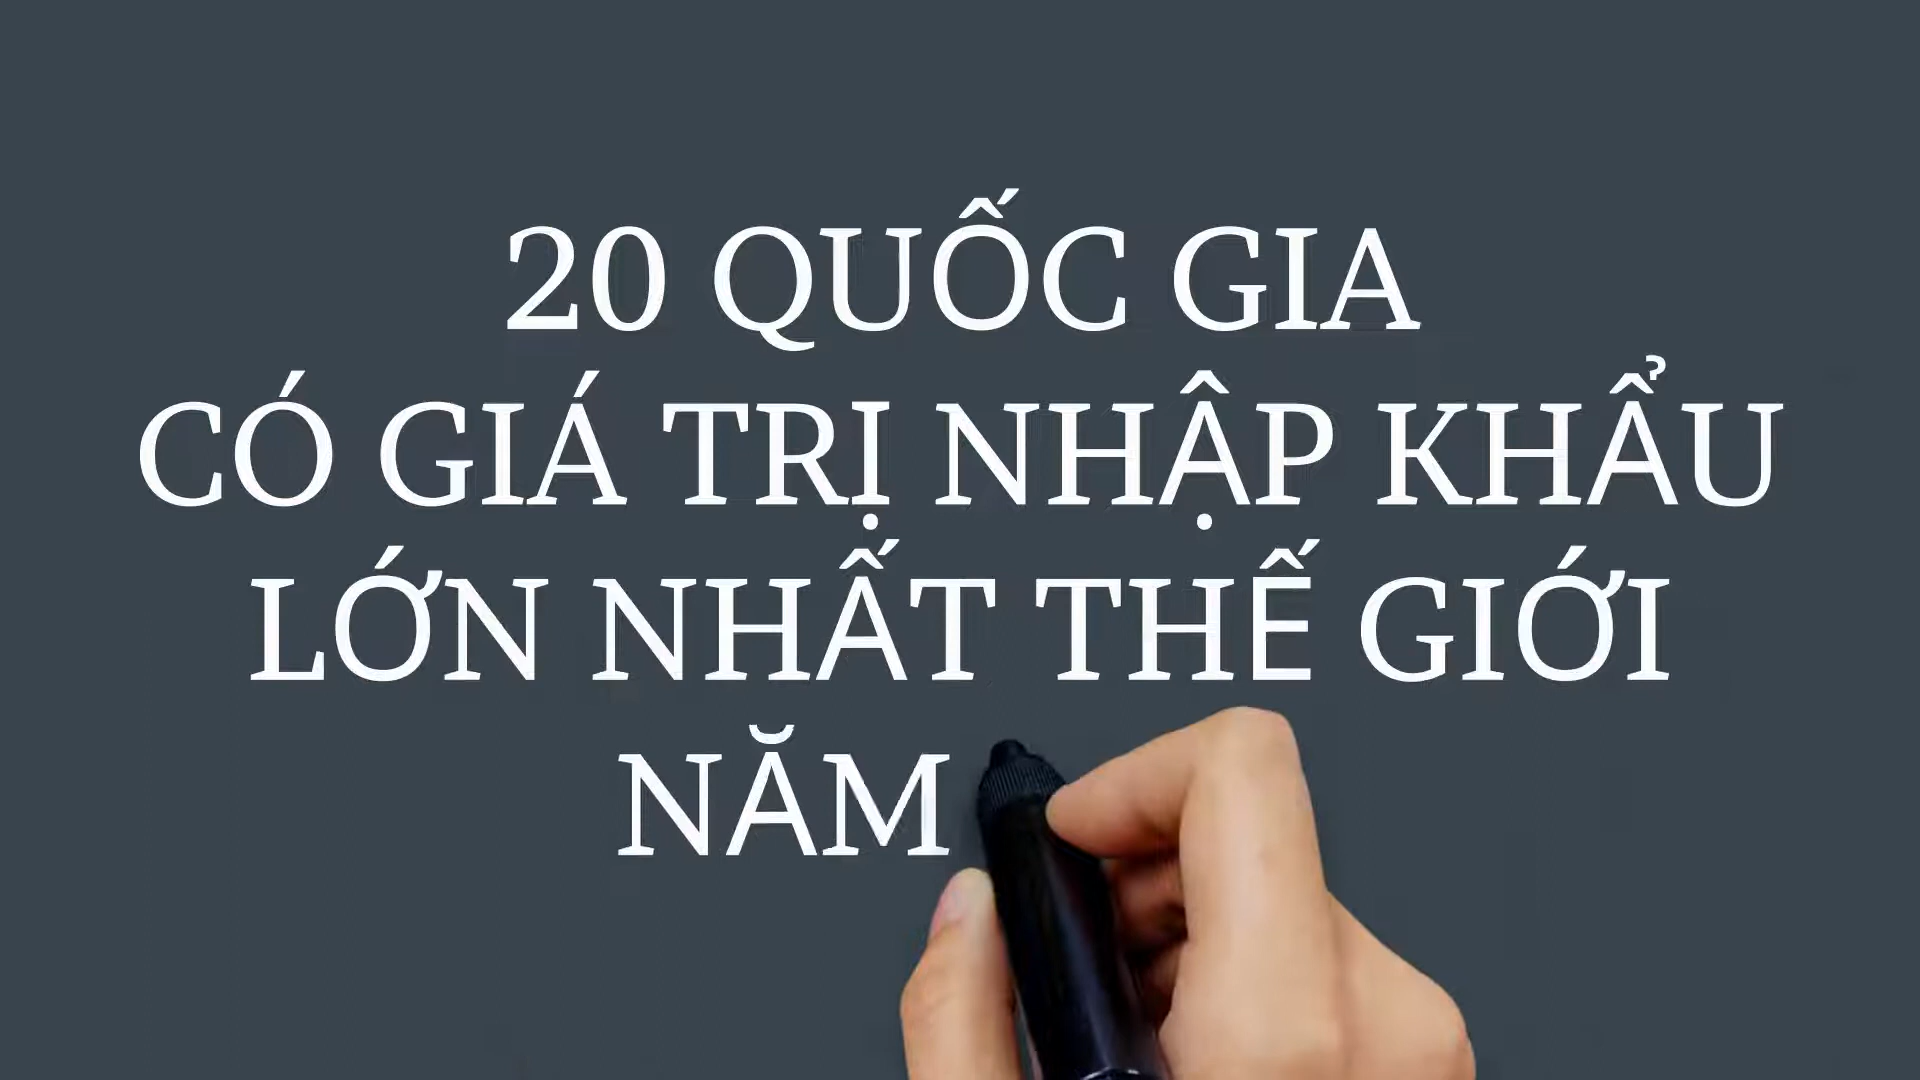 20 QUỐC GIA
CÓ GIÁ TRỊ NHẬP KHẨU
LỚN NHẤT THẾ GIỚI
NĂM